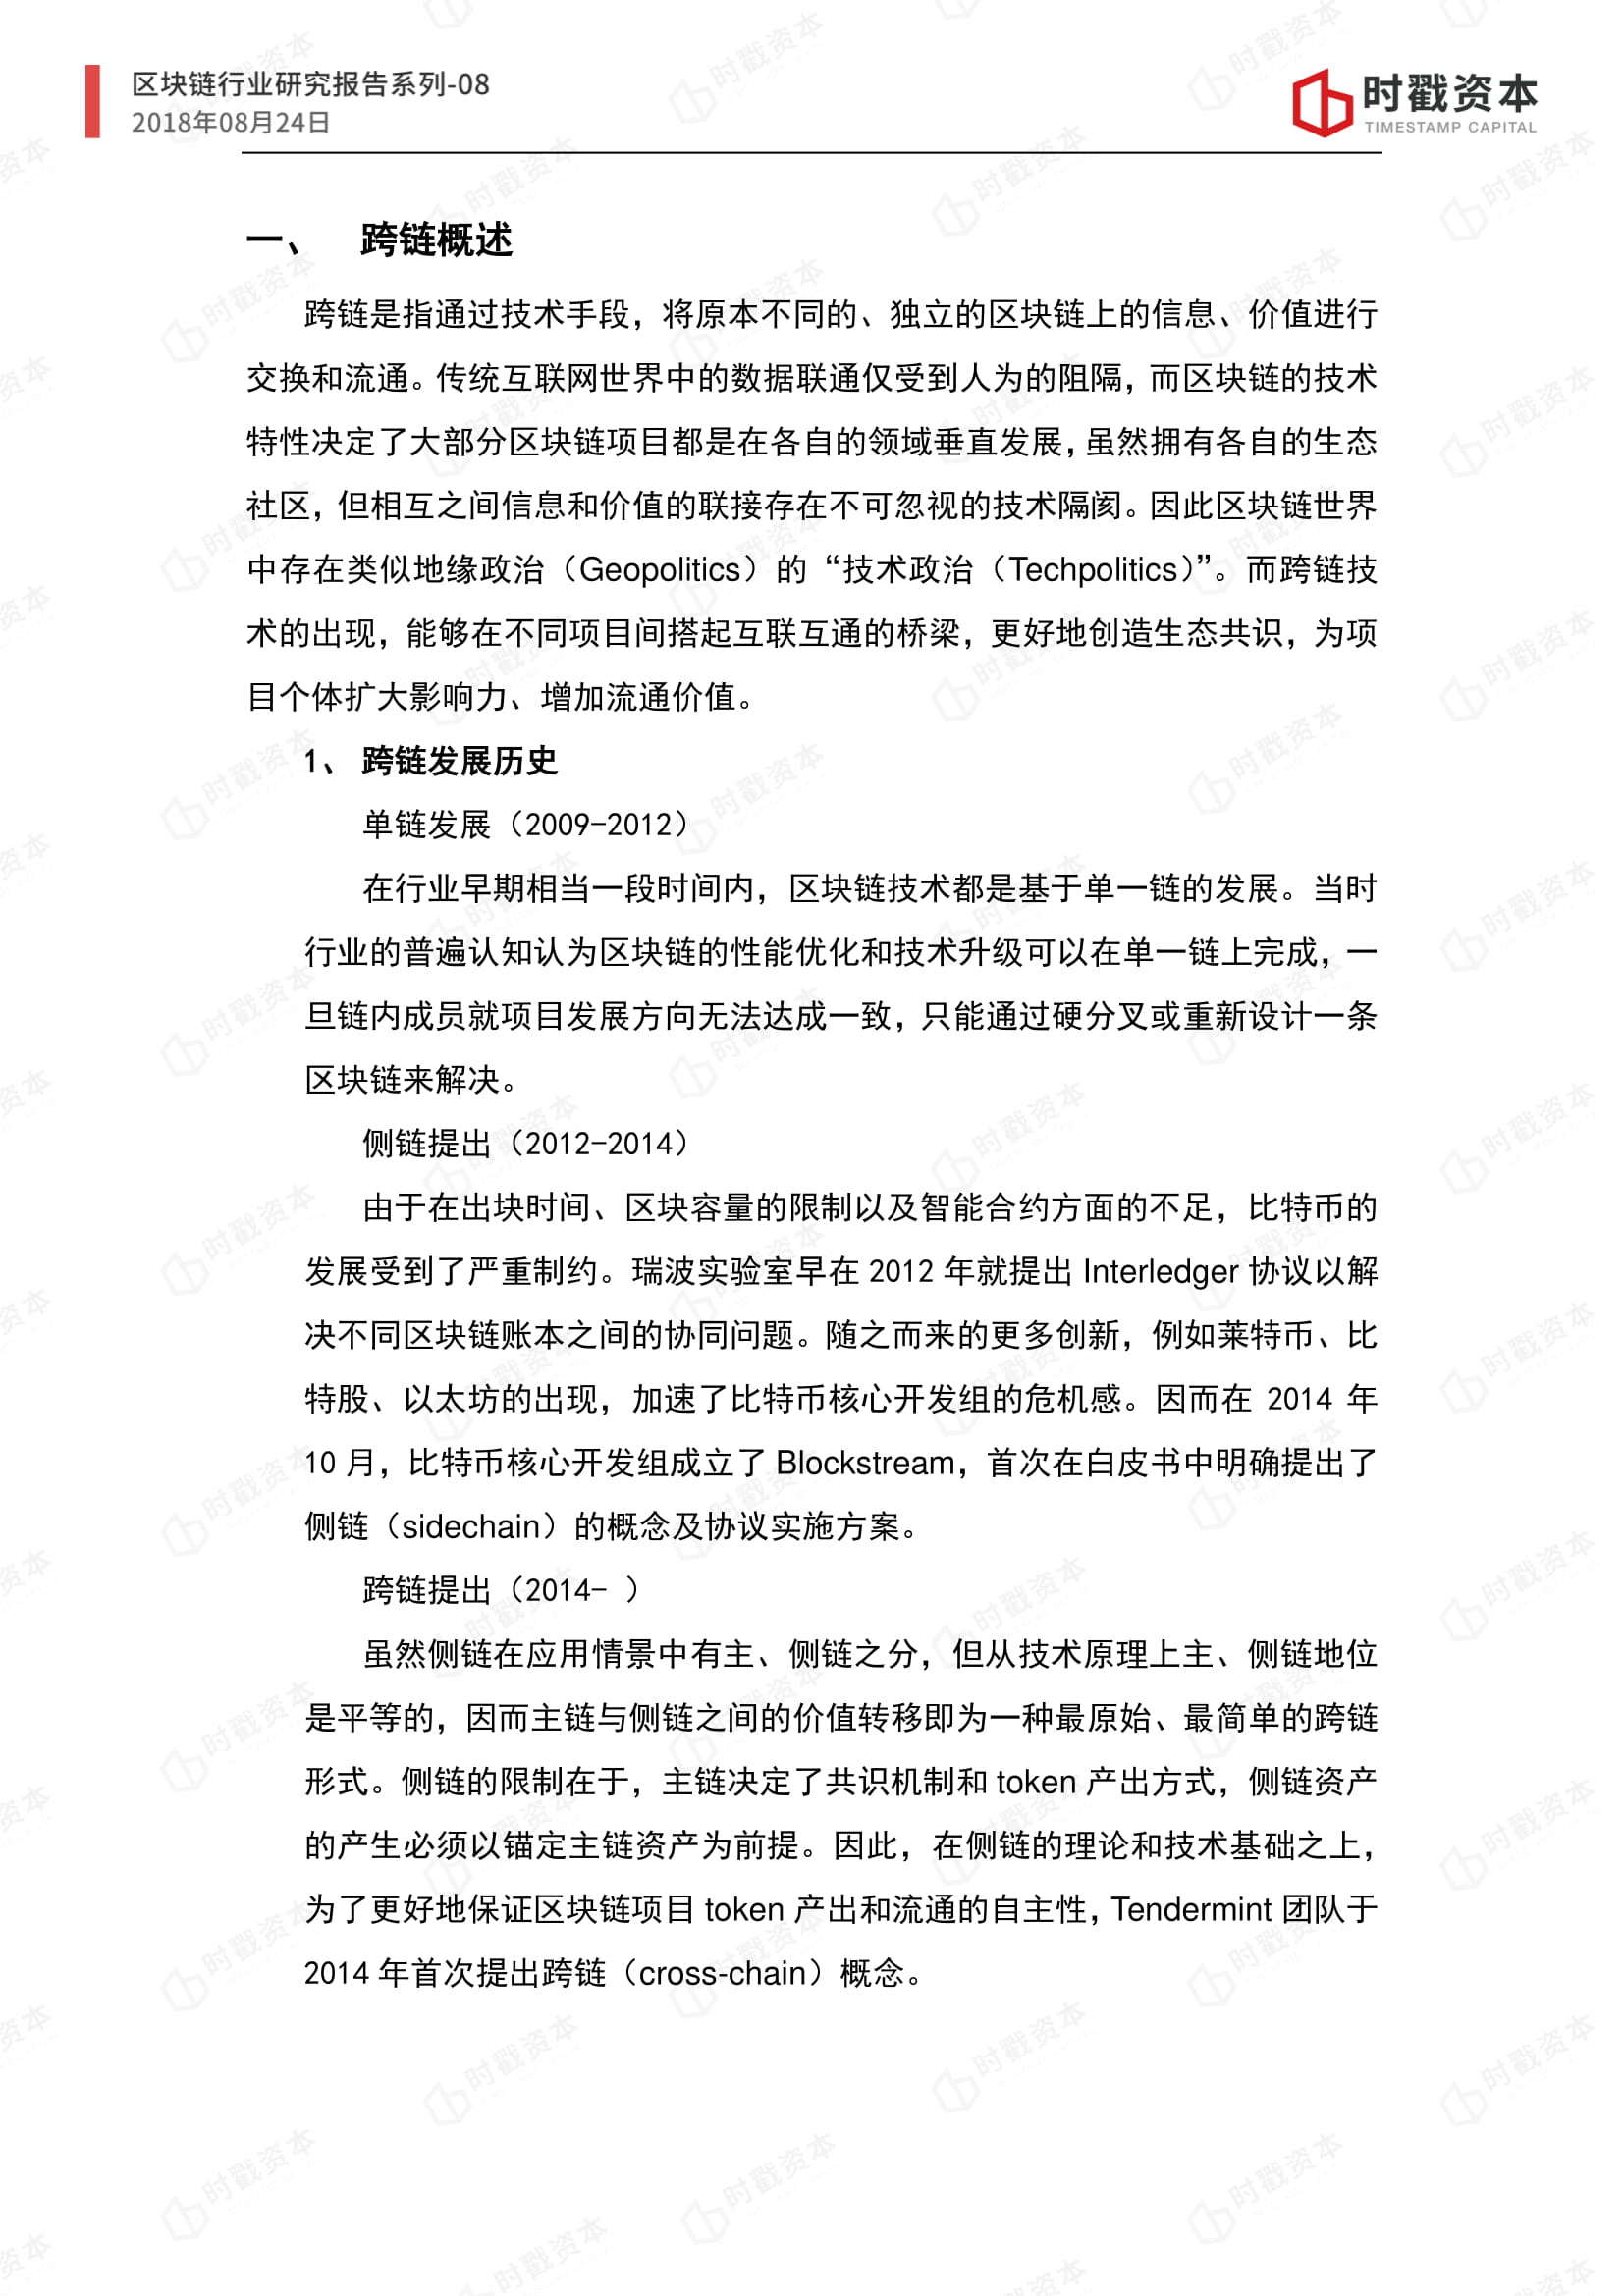 区块链行业研究报告系列-08
2018年08月24日
时戳资本
TIMESTAMP CAPITAL
一、 跨链概述
跨链是指通过技术手段，将原本不同的、独立的区块链上的信息、价值进行
交换和流通。传统互联网世界中的数据联通仅受到人为的阻隔，而区块链的技术
特性决定了大部分区块链项目都是在各自的领域垂直发展，虽然拥有各自的生态
社区，但相互之间信息和价值的联接存在不可忽视的技术隔阂。因此区块链世界
中存在类似地缘政治（Geopolitics）的“技术政治（Techpolitics）”。而跨链技
术的出现，能够在不同项目间搭起互联互通的桥梁，更好地创造生态共识，为项
目个体扩大影响力、增加流通价值。
1、 跨链发展历史
单链发展（2009-2012）
在行业早期相当一段时间内，区块链技术都是基于单一链的发展。当时
行业的普遍认知认为区块链的性能优化和技术升级可以在单一链上完成，一
旦链内成员就项目发展方向无法达成一致，只能通过硬分叉或重新设计一条
区块链来解决。
侧链提出（2012-2014）
由于在出块时间、区块容量的限制以及智能合约方面的不足，比特币的
发展受到了严重制约。瑞波实验室早在 2012 年就提出 Interledger 协议以解
决不同区块链账本之间的协同问题。随之而来的更多创新，例如莱特币、比
特股、以太坊的出现，加速了比特币核心开发组的危机感。因而在 2014 年
10 月，比特币核心开发组成立了 Blockstream，首次在白皮书中明确提出了
侧链（sidechain）的概念及协议实施方案。
跨链提出（2014- ）
虽然侧链在应用情景中有主、侧链之分，但从技术原理上主、侧链地位
是平等的，因而主链与侧链之间的价值转移即为一种最原始、最简单的跨链
形式。侧链的限制在于，主链决定了共识机制和 token 产出方式，侧链资产
的产生必须以锚定主链资产为前提。因此，在侧链的理论和技术基础之上，
为了更好地保证区块链项目 token 产出和流通的自主性，Tendermint 团队于
2014 年首次提出跨链（cross-chain）概念。